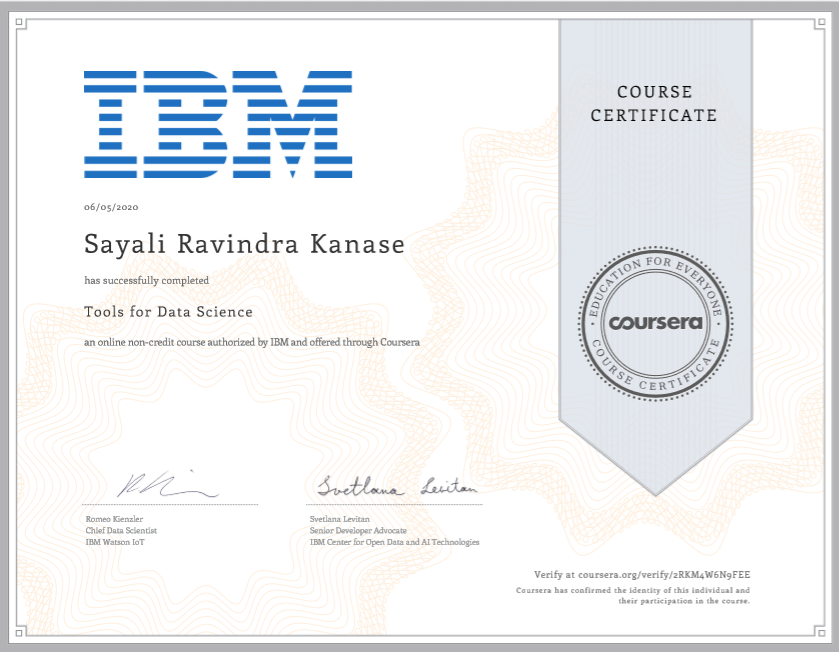 IBM
COURSE
CERTIFICATE
06/05/2020
Sayali Ravindra Kanase
has successfully completed
Tools for Data Science
an online non-credit course authorized by IBM and offered through Coursera
EDUCATION FOR EVERYONE
coursera
COURSE CERTIFICATE
Svetlana Levitan
Romeo Kienzler
Chief Data Scientist
IBM Watson IoT
Svetlana Levitan
Senior Developer Advocate
IBM Center for Open Data and AI Technologies
Verify at coursera.org/verify/2RKM4W6N9FEE
Coursera has confirmed the identity of this individual and
their participation in the course.